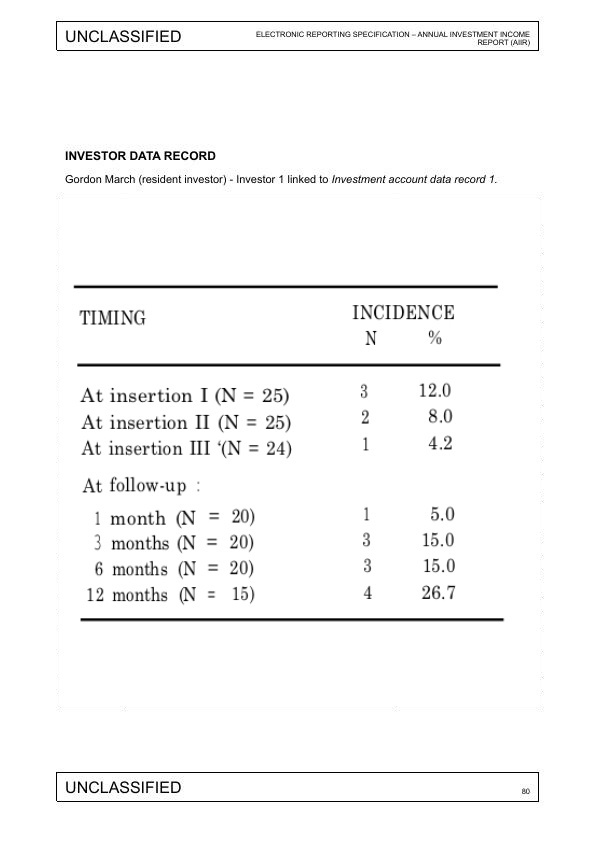 UNCLASSIFIED
ELECTRONIC REPORTING SPECIFICATION – ANNUAL INVESTMENT INCOME
REPORT (AIIR)
INVESTOR DATA RECORD
Gordon March (resident investor) - Investor 1 linked to Investment account data record 1.
TIMING INCIDENCE
N %
At insertion I (N = 25) 3 12.0
At insertion II (N = 25) 2 8.0
At insertion III ‘(N = 24) 1 4.2
At follow-up :
1 month (N = 20) 1 5.0
3 months (N = 20) 3 15.0
6 months (N = 20) 3 15.0
12 months (N = 15) 4 26.7
UNCLASSIFIED
80